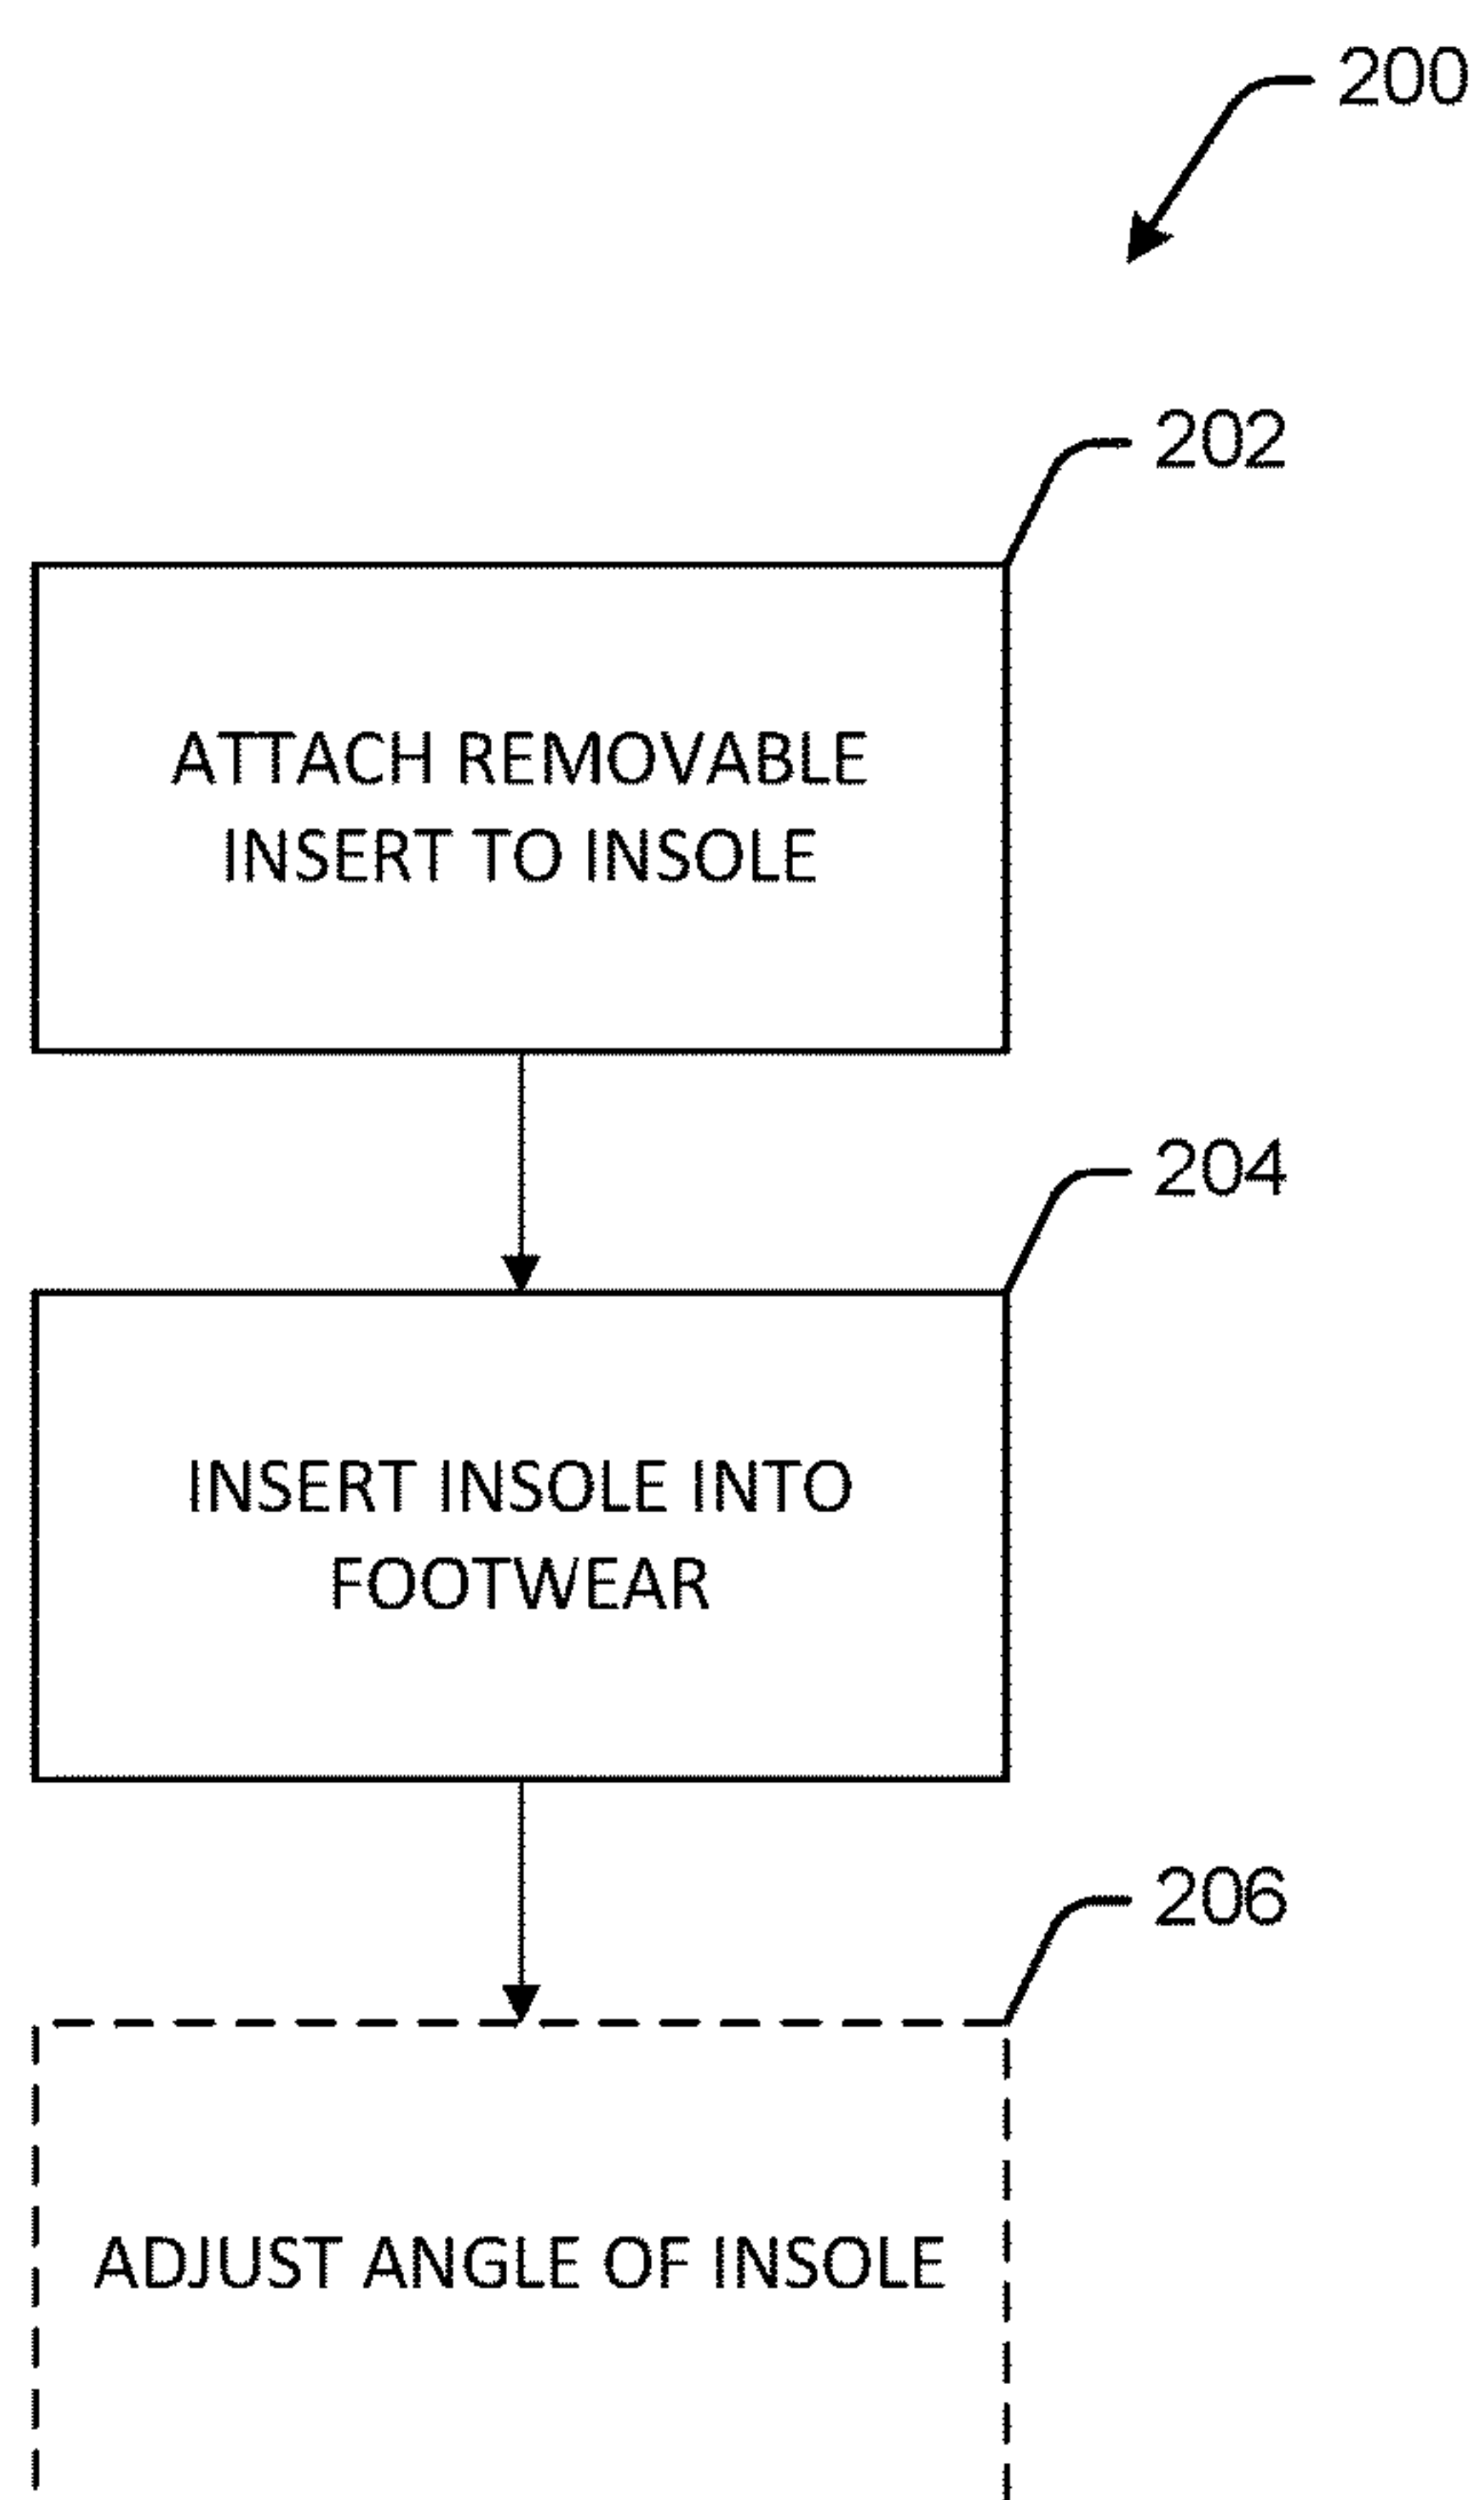 200
202
ATTACH REMOVABLE
INSERT TO INSOLE
204
INSERT INSOLE INTO
FOOTWEAR
206
ADJUST ANGLE OF INSOLE